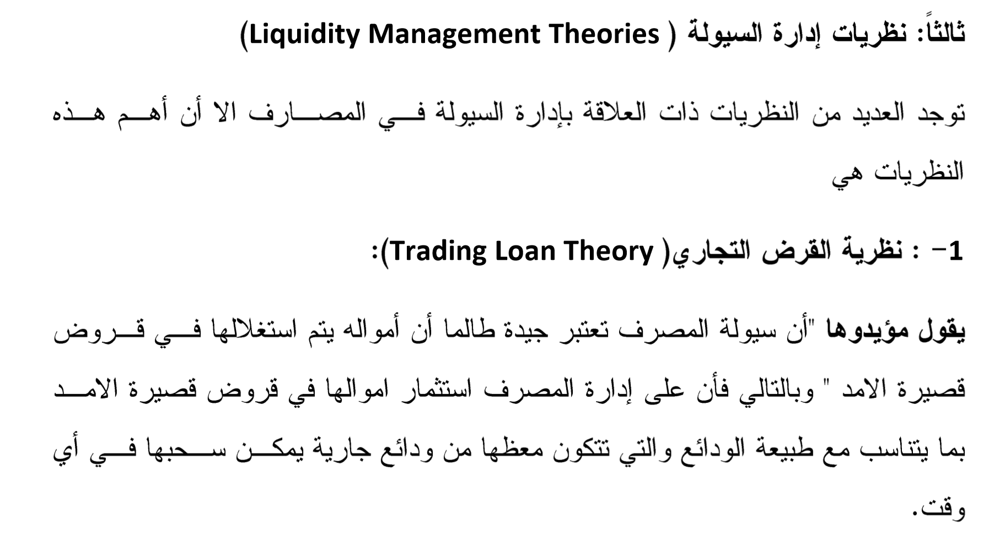 ثالثاً: نظريات إدارة السيولة ( Liquidity Management Theories)
توجد العديد من النظريات ذات العلاقة بإدارة السيولة في المصارف الا أن أهم هذه
النظريات هي
1- : نظرية القرض التجاري( Trading Loan Theory):
يقول مؤيدوها "أن سيولة المصرف تعتبر جيدة طالما أن أمواله يتم استغلالها في قروض
قصيرة الامد " وبالتالي فأن على إدارة المصرف استثمار اموالها في قروض قصيرة الامد
بما يتناسب مع طبيعة الودائع والتي تتكون معظها من ودائع جارية يمكن سحبها في أي
وقت.